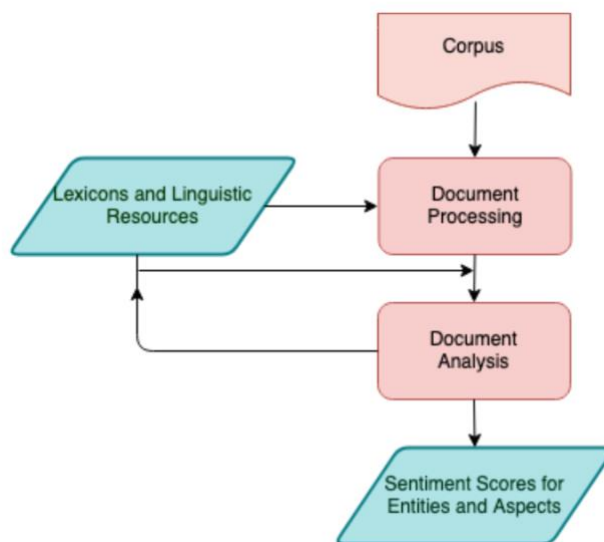 Corpus
Lexicons and Linguistic
Resources
Document
Processing
Document
Analysis
Sentiment Scores for
Entities and Aspects